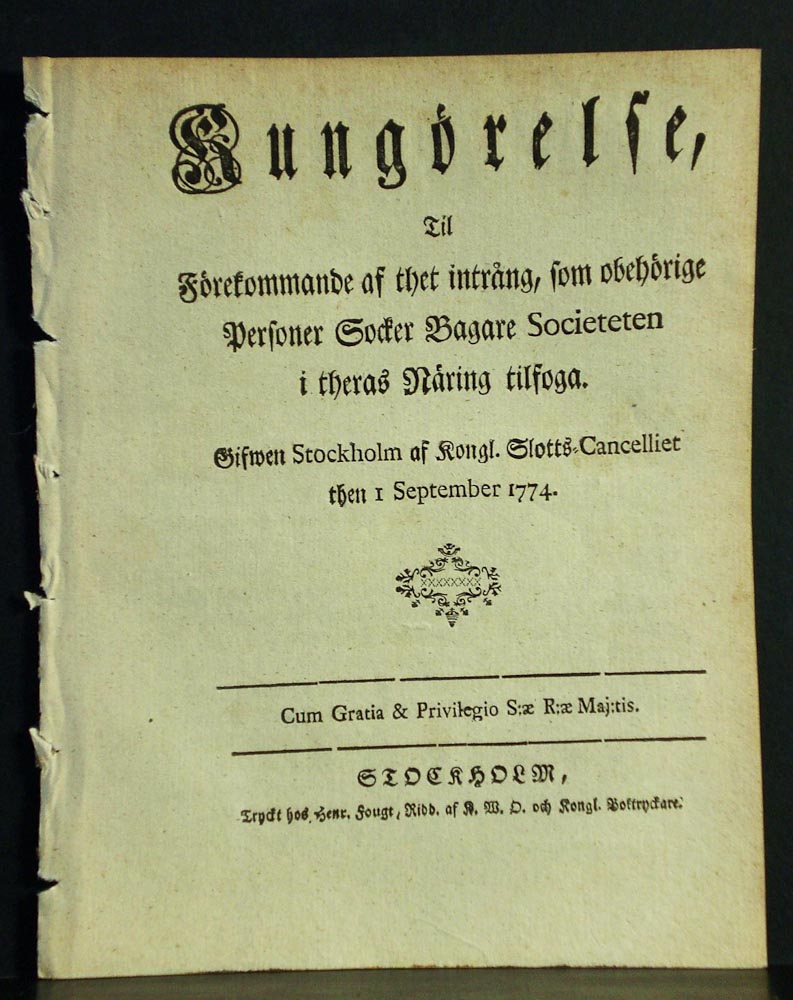 Kungörelse,
Til
Förekommande af thet intrång, som obehörige
Personer Socker Bagare Societeten
i theras Näring tilfoga.
Gifwen Stockholm af Kongl. Slotts-Cancelliet
then 1 September 1774.
Cum Gratia & Privilegio S:æ R:æ Maj:tis.
STOCKHOLM,
Tryckt hos Henr. Fougt, Ridd. af K. W. O. och Kongl. Boktryckare.